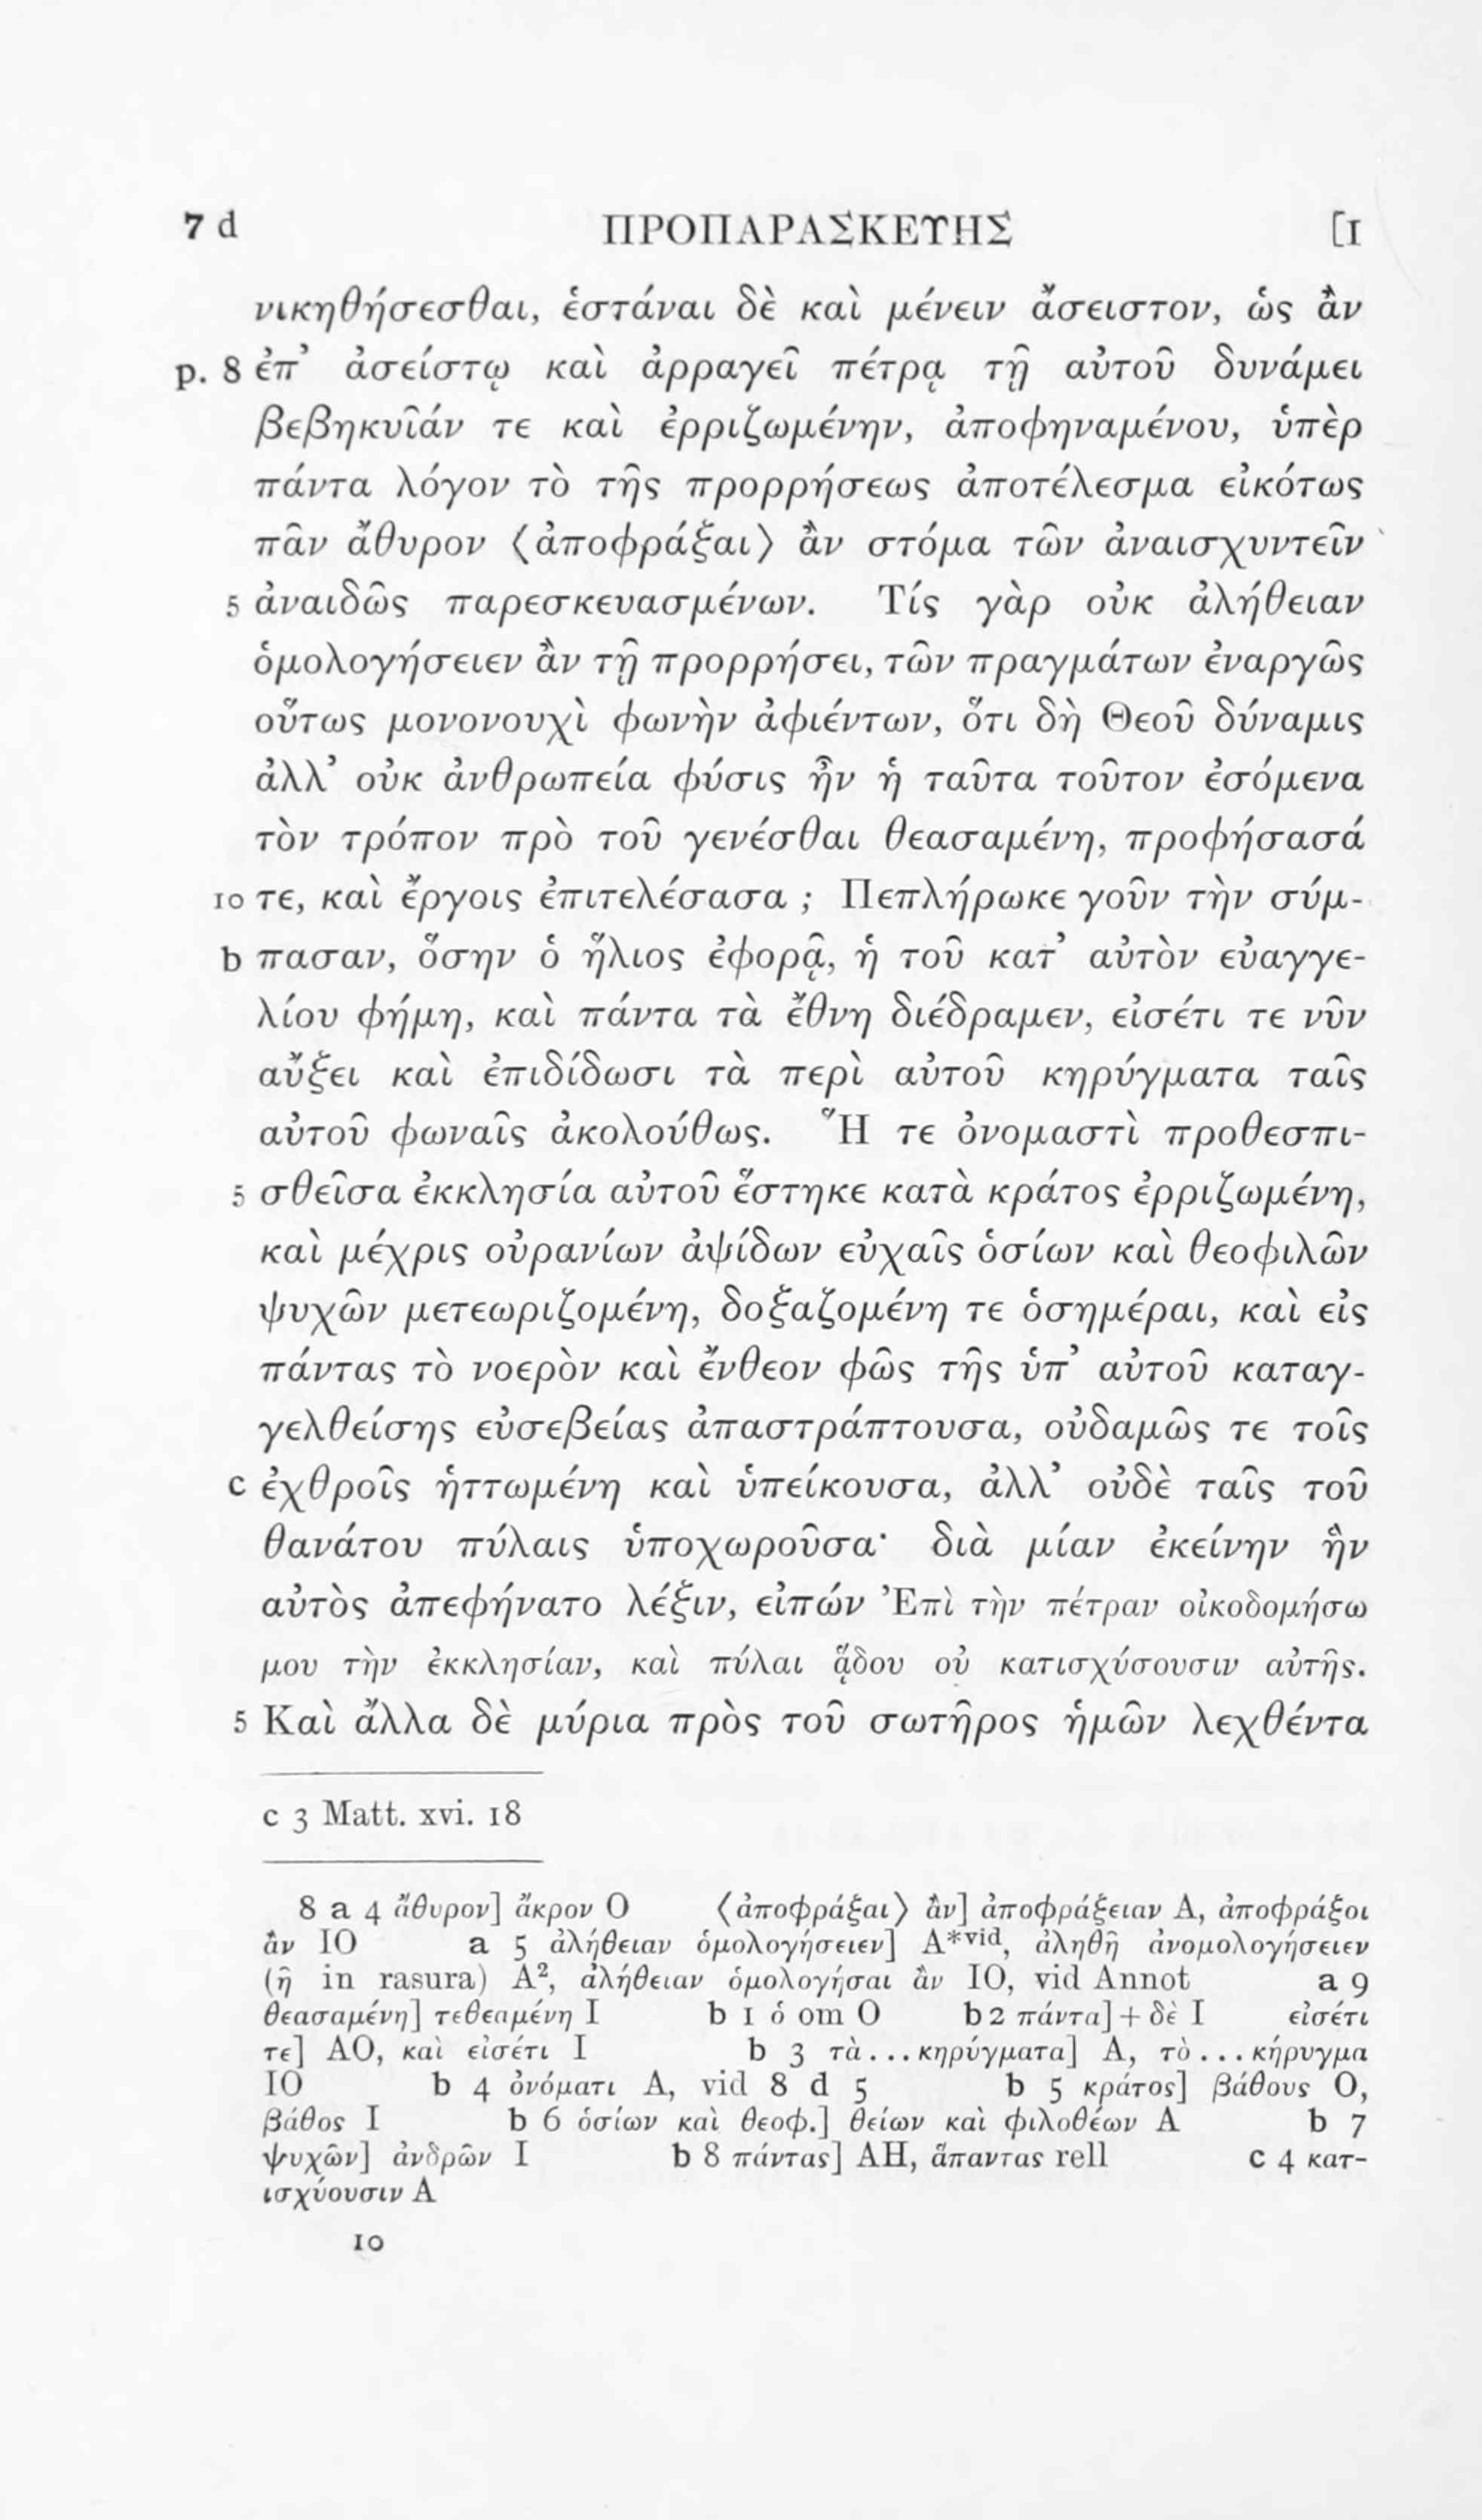 7 d ΠΡΟΠΑΡΑΣΚΕΥΗΣ [1
νικηθήσεσθαι, ἑστάναι δὲ καὶ μένειν ἄσειστον, ὡς ἂν
p. 8 ἐπ’ ἀσείστῳ καὶ ἀρραγεῖ πέτρᾳ τῇ αὐτοῦ δυνάμει
βεβηκυῖάν τε καὶ ἐρριζωμένην, ἀποφηναμένου, ὑπὲρ
πάντα λόγον τὸ τῆς προρρήσεως ἀποτέλεσμα εἰκότως
πᾶν ἄθυρον ⟨ἀποφράξαι⟩ ἂν στόμα τῶν ἀναισχυντεῖν
5 ἀναιδῶς παρεσκευασμένων. Τίς γὰρ οὐκ ἀλήθειαν
ὁμολογήσειεν ἂν τῇ προρρήσει, τῶν πραγμάτων ἐναργῶς
οὕτως μονονουχὶ φωνὴν ἀφιέντων, ὅτι δὴ Θεοῦ δύναμις
ἀλλ’ οὐκ ἀνθρωπεία φύσις ἦν ἡ ταῦτα τοῦτον ἐσόμενα
τὸν τρόπον πρὸ τοῦ γενέσθαι θεασαμένη, προφήσασά
10 τε, καὶ ἔργοις ἐπιτελέσασα ; Πεπλήρωκε γοῦν τὴν σύμ-
b πασαν, ὅσην ὁ ἥλιος ἐφορᾷ, ἡ τοῦ κατ’ αὐτὸν εὐαγγε-
λίου φήμη, καὶ πάντα τὰ ἔθνη διέδραμεν, εἰσέτι τε νῦν
αὔξει καὶ ἐπιδίδωσι τὰ περὶ αὐτοῦ κηρύγματα ταῖς
αὐτοῦ φωναῖς ἀκολούθως. Ἥ τε ὀνομαστὶ προθεσπι-
5 σθεῖσα ἐκκλησία αὐτοῦ ἕστηκε κατὰ κράτος ἐρριζωμένη,
καὶ μέχρις οὐρανίων ἁψίδων εὐχαῖς ὁσίων καὶ θεοφιλῶν
ψυχῶν μετεωριζομένη, δοξαζομένη τε ὁσημέραι, καὶ εἰς
πάντας τὸ νοερὸν καὶ ἔνθεον φῶς τῆς ὑπ’ αὐτοῦ καταγ-
γελθείσης εὐσεβείας ἀπαστράπτουσα, οὐδαμῶς τε τοῖς
c ἐχθροῖς ἡττωμένη καὶ ὑπείκουσα, ἀλλ’ οὐδὲ ταῖς τοῦ
θανάτου πύλαις ὑποχωροῦσα· διὰ μίαν ἐκείνην ἣν
αὐτὸς ἀπεφήνατο λέξιν, εἰπών Ἐπὶ τὴν πέτραν οἰκοδομήσω
μου τὴν ἐκκλησίαν, καὶ πύλαι ᾅδου οὐ κατισχύσουσιν αὐτῆς.
5 Καὶ ἄλλα δὲ μύρια πρὸς τοῦ σωτῆρος ἡμῶν λεχθέντα
c 3 Matt. xvi. 18
8 a 4 ἄθυρον] ἄκρον O ⟨ἀποφράξαι⟩ ἂν] ἀποφράξειαν A, ἀποφράξοι
ἂν IO a 5 ἀλήθειαν ὁμολογήσειεν] A*vid, ἀληθῆ ἀνομολογήσειεν
(ῆ in rasura) A², ἀλήθειαν ὁμολογήσαι ἂν IO, vid Annot a 9
θεασαμένη] τεθεαμένη I b 1 ὁ om O b 2 πάντα] + δὲ I εἰσέτι
τε] AO, καὶ εἰσέτι I b 3 τὰ...κηρύγματα] A, τὸ...κήρυγμα
IO b 4 ὀνόματι A, vid 8 d 5 b 5 κράτος] βάθους O,
βάθος I b 6 ὁσίων καὶ θεοφ.] θείων καὶ φιλοθέων A b 7
ψυχῶν] ἀνδρῶν I b 8 πάντας] AH, ἅπαντας rell c 4 κατ-
ισχύουσιν A
10